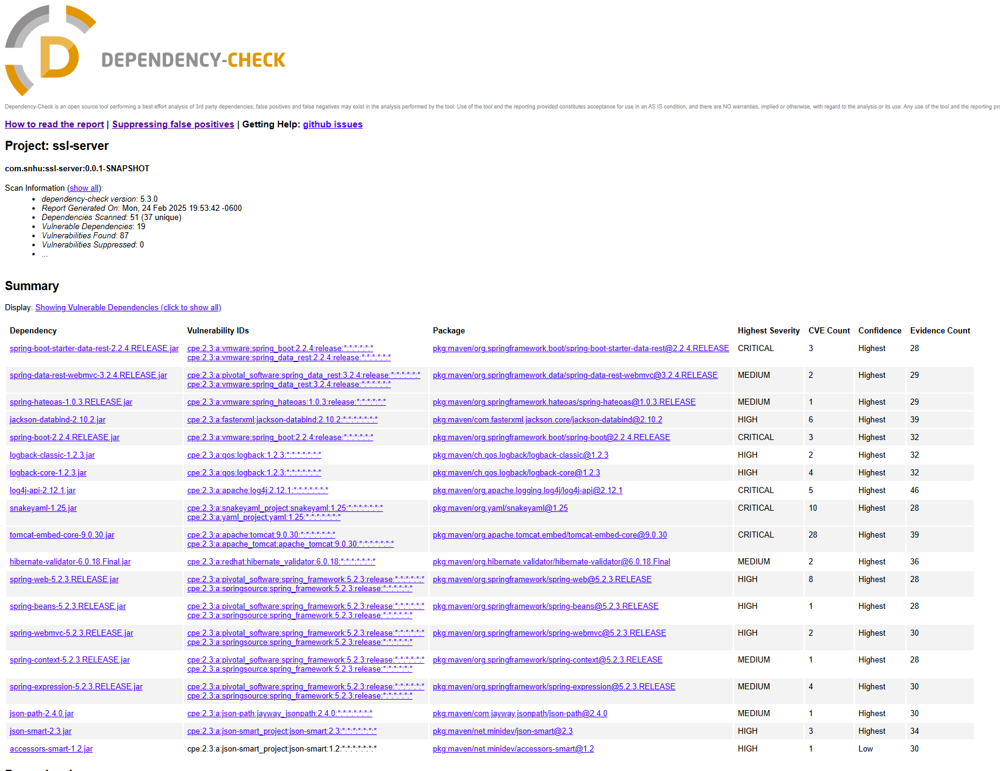 DEPENDENCY-CHECK
Dependency-Check is an open source tool performing a best effort analysis of 3rd party dependencies; false positives and false negatives may exist in the analysis performed by the tool. Use of the tool and the reporting provided constitutes acceptance for use in an AS IS condition, and there are NO warranties, implied or otherwise, with regard to the analysis or its use. Any use of the tool and the reporting
How to read the report | Suppressing false positives | Getting Help: github issues
Project: ssl-server
com.snhu:ssl-server:0.0.1-SNAPSHOT
Scan Information (show all):
• dependency-check version: 5.3.0
• Report Generated On: Mon, 24 Feb 2025 19:53:42 -0600
• Dependencies Scanned: 51 (37 unique)
• Vulnerable Dependencies: 19
• Vulnerabilities Found: 87
• Vulnerabilities Suppressed: 0
• ...
Summary
Display: Showing Vulnerable Dependencies (click to show all)
Dependency Vulnerability IDs Package Highest Severity CVE Count Confidence Evidence Count
spring-boot-starter-data-rest-2.2.4.RELEASE.jar cpe:2.3:a:vmware:spring_boot:2.2.4:release:*:*:*:*:*:* pkg:maven/org.springframework.boot/spring-boot-starter-data-rest@2.2.4.RELEASE CRITICAL 3 Highest 28
cpe:2.3:a:vmware:spring_data_rest:2.2.4:release:*:*:*:*:*:*
spring-data-rest-webmvc-3.2.4.RELEASE.jar cpe:2.3:a:pivotal_software:spring_data_rest:3.2.4:release:*:*:*:*:*:* pkg:maven/org.springframework.data/spring-data-rest-webmvc@3.2.4.RELEASE MEDIUM 2 Highest 29
cpe:2.3:a:vmware:spring_data_rest:3.2.4:release:*:*:*:*:*:*
spring-hateoas-1.0.3.RELEASE.jar cpe:2.3:a:vmware:spring_hateoas:1.0.3:release:*:*:*:*:*:* pkg:maven/org.springframework.hateoas/spring-hateoas@1.0.3.RELEASE MEDIUM 1 Highest 29
jackson-databind-2.10.2.jar cpe:2.3:a:fasterxml:jackson-databind:2.10.2:*:*:*:*:*:*:* pkg:maven/com.fasterxml.jackson.core/jackson-databind@2.10.2 HIGH 6 Highest 39
spring-boot-2.2.4.RELEASE.jar cpe:2.3:a:vmware:spring_boot:2.2.4:release:*:*:*:*:*:* pkg:maven/org.springframework.boot/spring-boot@2.2.4.RELEASE CRITICAL 3 Highest 32
logback-classic-1.2.3.jar cpe:2.3:a:qos:logback:1.2.3:*:*:*:*:*:*:* pkg:maven/ch.qos.logback/logback-classic@1.2.3 HIGH 2 Highest 32
logback-core-1.2.3.jar cpe:2.3:a:qos:logback:1.2.3:*:*:*:*:*:*:* pkg:maven/ch.qos.logback/logback-core@1.2.3 HIGH 4 Highest 32
log4j-api-2.12.1.jar cpe:2.3:a:apache:log4j:2.12.1:*:*:*:*:*:*:* pkg:maven/org.apache.logging.log4j/log4j-api@2.12.1 CRITICAL 5 Highest 46
snakeyaml-1.25.jar cpe:2.3:a:snakeyaml_project:snakeyaml:1.25:*:*:*:*:*:*:* pkg:maven/org.yaml/snakeyaml@1.25 CRITICAL 10 Highest 28
cpe:2.3:a:yaml_project:yaml:1.25:*:*:*:*:*:*:*
tomcat-embed-core-9.0.30.jar cpe:2.3:a:apache:tomcat:9.0.30:*:*:*:*:*:*:* pkg:maven/org.apache.tomcat.embed/tomcat-embed-core@9.0.30 CRITICAL 28 Highest 39
cpe:2.3:a:apache_tomcat:apache_tomcat:9.0.30:*:*:*:*:*:*:*
hibernate-validator-6.0.18.Final.jar cpe:2.3:a:redhat:hibernate_validator:6.0.18:*:*:*:*:*:*:* pkg:maven/org.hibernate.validator/hibernate-validator@6.0.18.Final MEDIUM 2 Highest 36
spring-web-5.2.3.RELEASE.jar cpe:2.3:a:pivotal_software:spring_framework:5.2.3:release:*:*:*:*:*:* pkg:maven/org.springframework/spring-web@5.2.3.RELEASE HIGH 8 Highest 28
cpe:2.3:a:springsource:spring_framework:5.2.3:release:*:*:*:*:*:*
spring-beans-5.2.3.RELEASE.jar cpe:2.3:a:pivotal_software:spring_framework:5.2.3:release:*:*:*:*:*:* pkg:maven/org.springframework/spring-beans@5.2.3.RELEASE HIGH 1 Highest 28
cpe:2.3:a:springsource:spring_framework:5.2.3:release:*:*:*:*:*:*
spring-webmvc-5.2.3.RELEASE.jar cpe:2.3:a:pivotal_software:spring_framework:5.2.3:release:*:*:*:*:*:* pkg:maven/org.springframework/spring-webmvc@5.2.3.RELEASE HIGH 2 Highest 30
cpe:2.3:a:springsource:spring_framework:5.2.3:release:*:*:*:*:*:*
spring-context-5.2.3.RELEASE.jar cpe:2.3:a:pivotal_software:spring_framework:5.2.3:release:*:*:*:*:*:* pkg:maven/org.springframework/spring-context@5.2.3.RELEASE MEDIUM 1 Highest 28
cpe:2.3:a:springsource:spring_framework:5.2.3:release:*:*:*:*:*:*
spring-expression-5.2.3.RELEASE.jar cpe:2.3:a:pivotal_software:spring_framework:5.2.3:release:*:*:*:*:*:* pkg:maven/org.springframework/spring-expression@5.2.3.RELEASE MEDIUM 4 Highest 30
cpe:2.3:a:springsource:spring_framework:5.2.3:release:*:*:*:*:*:*
json-path-2.4.0.jar cpe:2.3:a:json-path:jayway_jsonpath:2.4.0:*:*:*:*:*:*:* pkg:maven/com.jayway.jsonpath/json-path@2.4.0 MEDIUM 1 Highest 30
json-smart-2.3.jar cpe:2.3:a:json-smart_project:json-smart:2.3:*:*:*:*:*:*:* pkg:maven/net.minidev/json-smart@2.3 HIGH 3 Highest 34
accessors-smart-1.2.jar cpe:2.3:a:json-smart_project:json-smart:1.2:*:*:*:*:*:*:* pkg:maven/net.minidev/accessors-smart@1.2 HIGH 1 Low 30